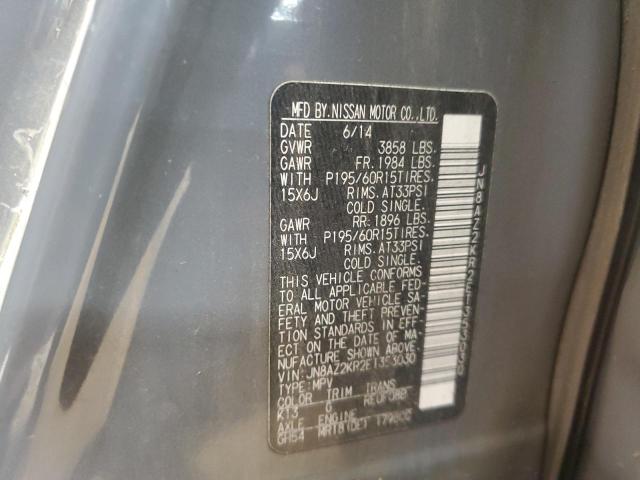 MFD BY.NISSAN MOTOR CO.,LTD.
DATE 6/14
GVWR 3858 LBS.
GAWR FR.1984 LBS.
WITH P195/60R15TIRES.
15X6J RIMS.AT33PSI
COLD SINGLE.
GAWR RR.1896 LBS.
WITH P195/60R15TIRES.
15X6J RIMS.AT33PSI
COLD SINGLE.
THIS VEHICLE CONFORMS
TO ALL APPLICABLE FED-
ERAL MOTOR VEHICLE SA-
FETY AND THEFT PREVEN-
TION STANDARDS IN EFF-
ECT ON THE DATE OF MA-
NUFACTURE SHOWN ABOVE.
VIN:
TYPE:MPV
COLOR TRIM TRANS
KT3 G
AXLE ENGINE
GH54